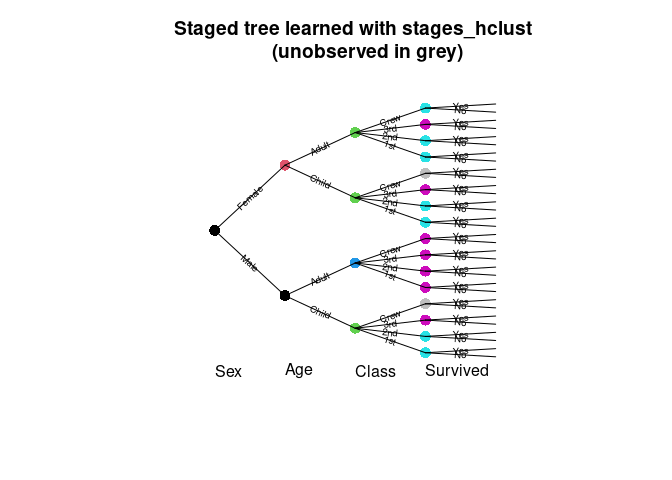 Staged tree learned with stages_hclust
(unobserved in grey)
Female
Male
Adult
Child
Adult
Child
Crew
3rd
2nd
1st
Crew
3rd
2nd
1st
Crew
3rd
2nd
1st
Crew
3rd
2nd
1st
Yes
No
Yes
No
Yes
No
Yes
No
Yes
No
Yes
No
Yes
No
Yes
No
Yes
No
Yes
No
Yes
No
Yes
No
Yes
No
Yes
No
Yes
No
Yes
No
Sex Age Class Survived